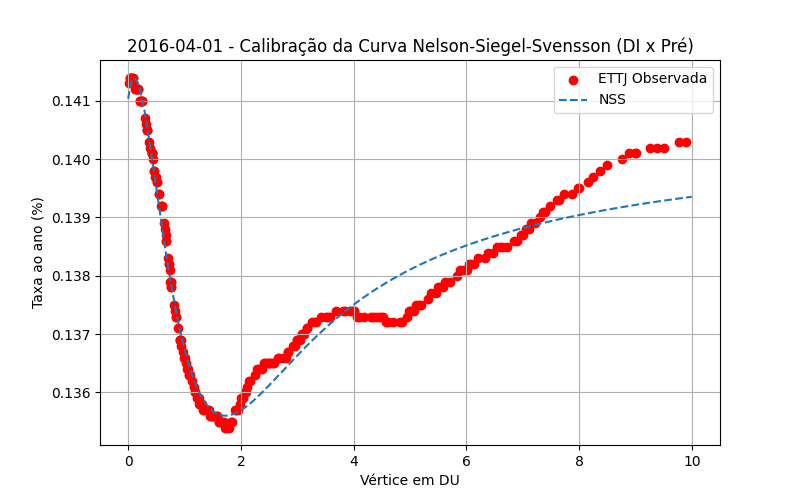 2016-04-01 - Calibração da Curva Nelson-Siegel-Svensson (DI x Pré)
ETTJ Observada
NSS
Taxa ao ano (%)
0.141
0.140
0.139
0.138
0.137
0.136
0 2 4 6 8 10
Vértice em DU